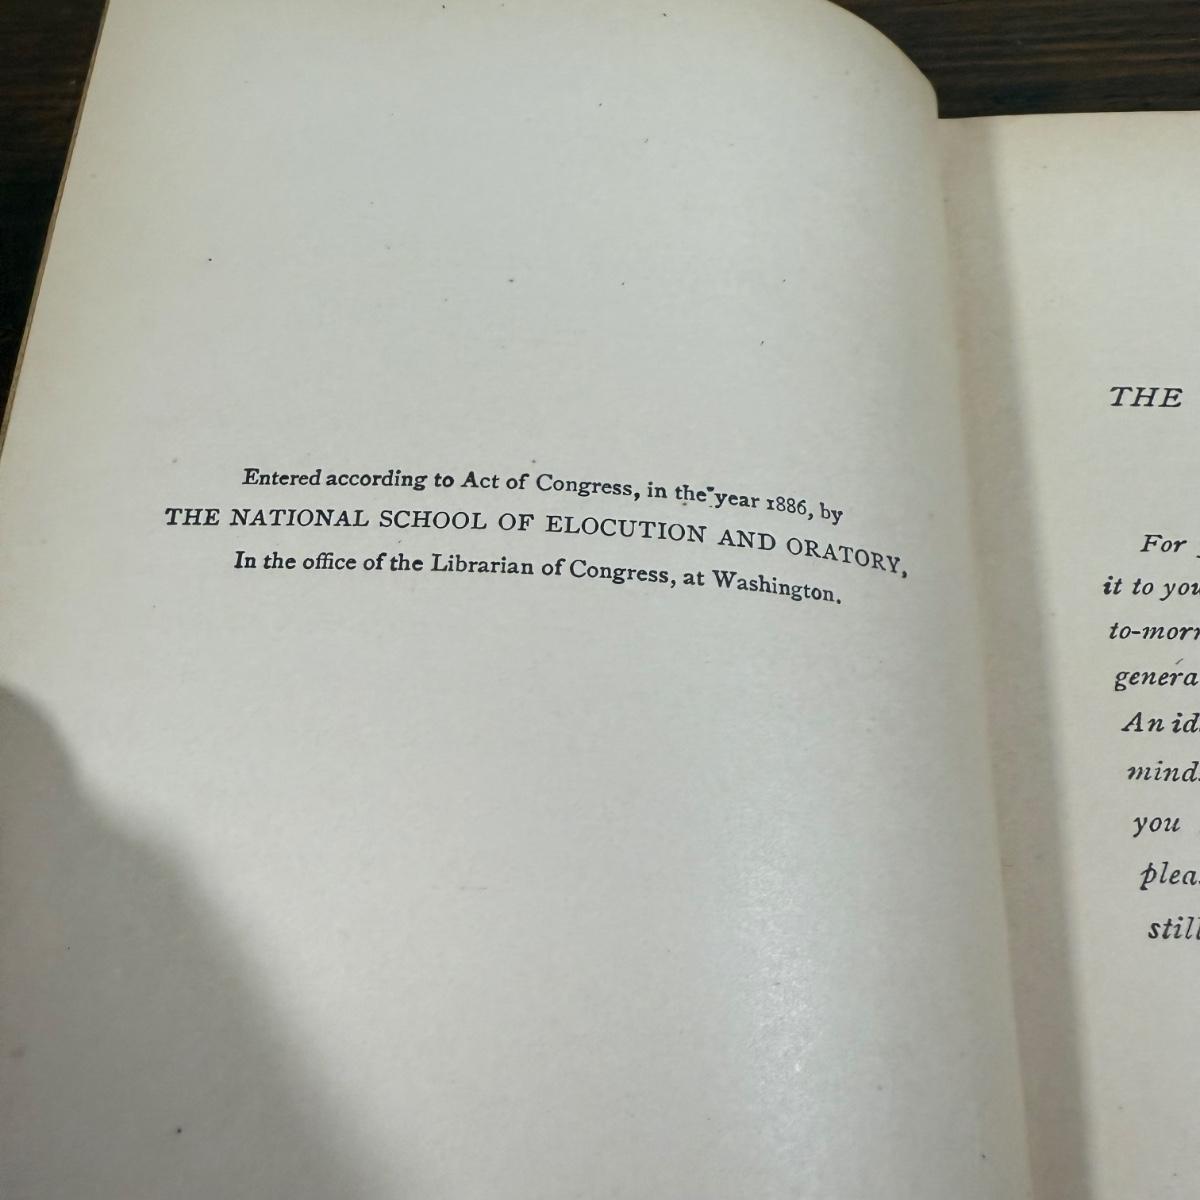 Entered according to Act of Congress, in the year 1886, by
THE NATIONAL SCHOOL OF ELOCUTION AND ORATORY,
In the office of the Librarian of Congress, at Washington.
THE
For
it to you
to-morr
genera
An id
mind
you
plea
still